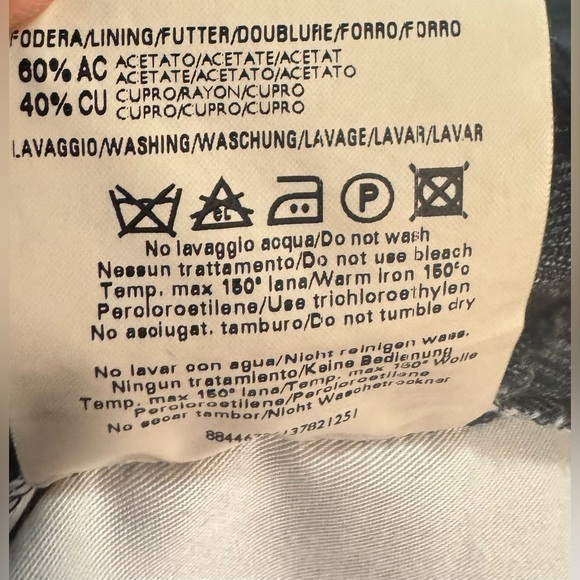 FODERA/LINING/FUTTER/DOUBLURE/FORRO/FORRO
60% AC ACETATO/ACETATE/ACETAT
ACETATO/ACETATE/ACETATO
40% CU CUPRO/RAYON/CUPRO
CUPRO/CUPRO/CUPRO
LAVAGGIO/WASHING/WASCHUNG/LAVAGE/LAVAR/LAVAR
CL P
No lavaggio acqua/Do not wash
Nessun trattamento/Do not use bleach
Temp. max 150° lana/Warm Iron 150°c
Percloroetilene/Use trichloroethylen
No asciugat. tamburo/Do not tumble dry
No lavar con agua/Nicht reinigen wass.
Ningun tratamiento/Keine Bedienung
Temp. max 150° lana/Temp. max 150° Wolle
Percloroetilene/Percloroetilene
No secar tambor/Nicht Waschetrockner